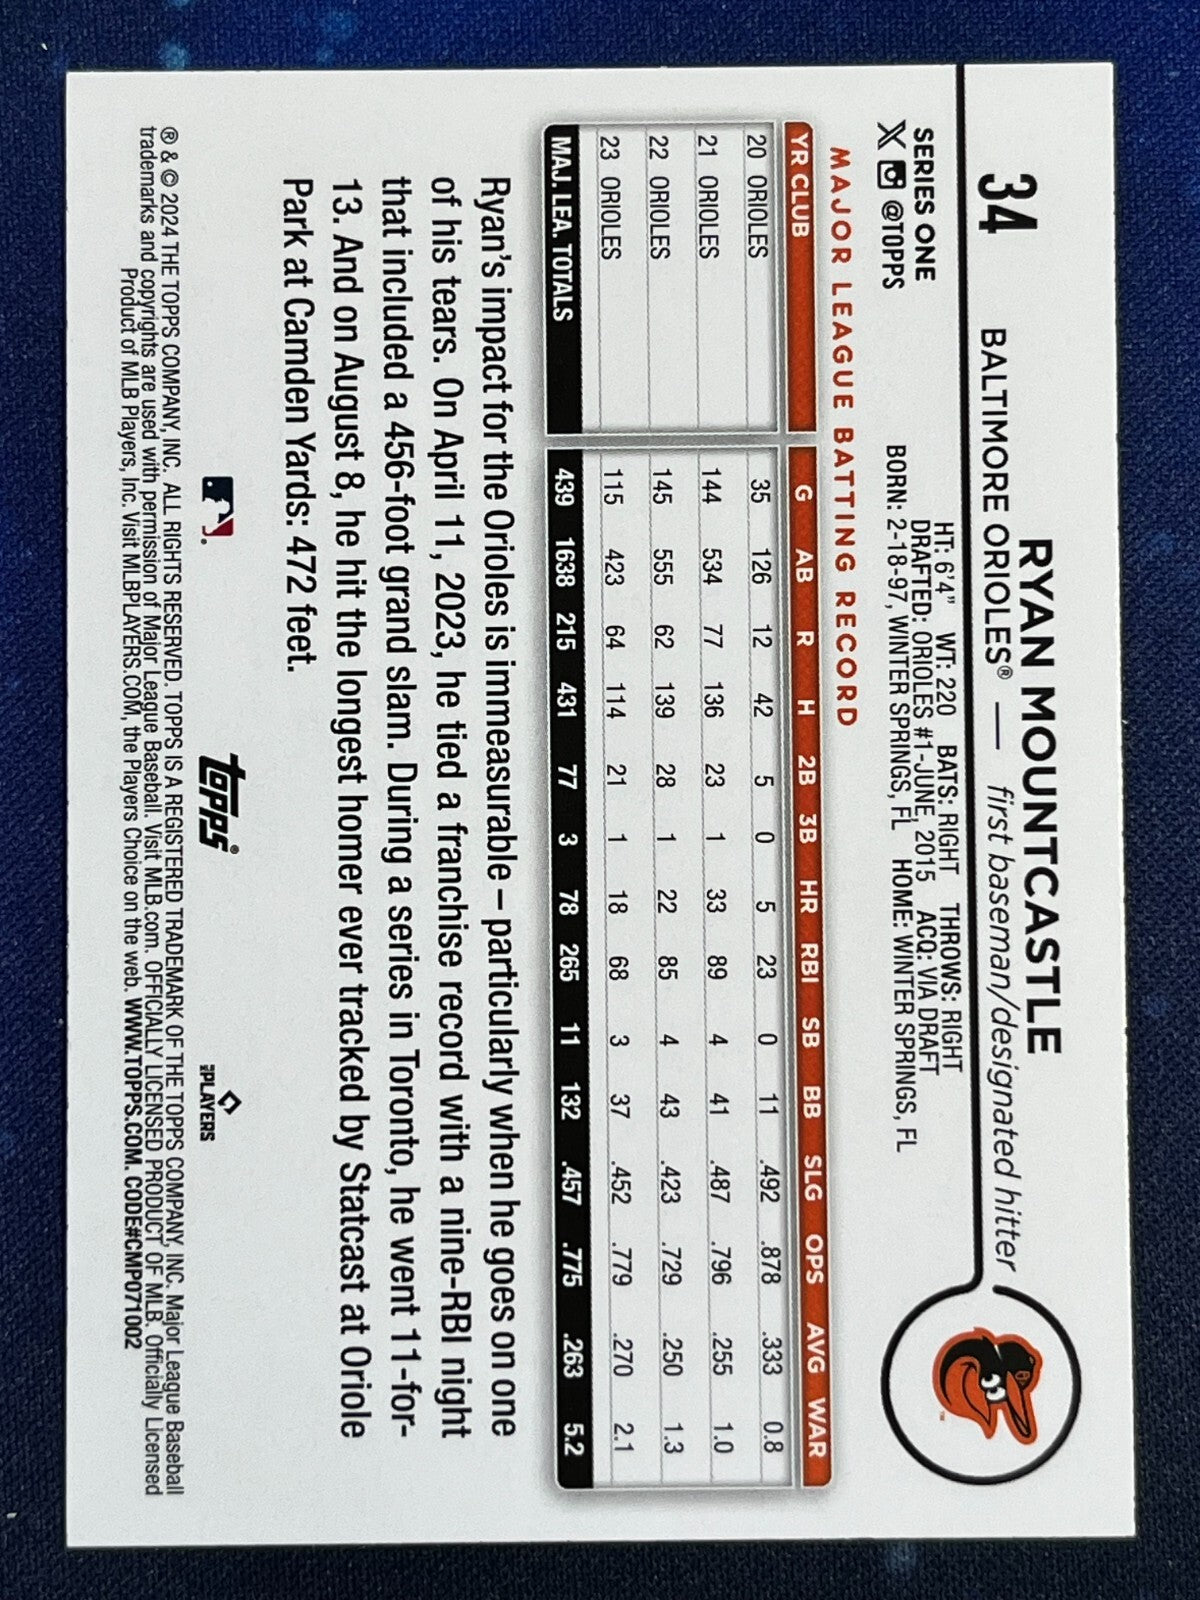 34
RYAN MOUNTCASTLE
BALTIMORE ORIOLES® — first baseman/designated hitter
SERIES ONE
@TOPPS
HT: 6'4" WT: 220 BATS: RIGHT THROWS: RIGHT
DRAFTED: ORIOLES #1-JUNE, 2015 ACQ: VIA DRAFT
BORN: 2-18-97, WINTER SPRINGS, FL HOME: WINTER SPRINGS, FL
MAJOR LEAGUE BATTING RECORD
YR CLUB G AB R H 2B 3B HR RBI SB BB SLG OPS AVG WAR
20 ORIOLES 35 126 12 42 5 0 5 23 0 11 .492 .878 .333 0.8
21 ORIOLES 144 534 77 136 23 1 33 89 4 41 .487 .796 .255 1.0
22 ORIOLES 145 555 62 139 28 1 22 85 4 43 .423 .729 .250 1.3
23 ORIOLES 115 423 64 114 21 1 18 68 3 37 .452 .779 .270 2.1
MAJ. LEA. TOTALS 439 1638 215 431 77 3 78 265 11 132 .457 .775 .263 5.2
Ryan's impact for the Orioles is immeasurable – particularly when he goes on one
of his tears. On April 11, 2023, he tied a franchise record with a nine-RBI night
that included a 456-foot grand slam. During a series in Toronto, he went 11-for-
13. And on August 8, he hit the longest homer ever tracked by Statcast at Oriole
Park at Camden Yards: 472 feet.
topps®
MLB PLAYERS
® & © 2024 THE TOPPS COMPANY, INC. ALL RIGHTS RESERVED. TOPPS IS A REGISTERED TRADEMARK OF THE TOPPS COMPANY, INC. Major League Baseball
trademarks and copyrights are used with permission of Major League Baseball. Visit MLB.com. OFFICIALLY LICENSED PRODUCT OF MLB. Officially Licensed
Product of MLB Players, Inc. Visit MLBPLAYERS.COM, the Players Choice on the web. WWW.TOPPS.COM. CODE#CMP071002